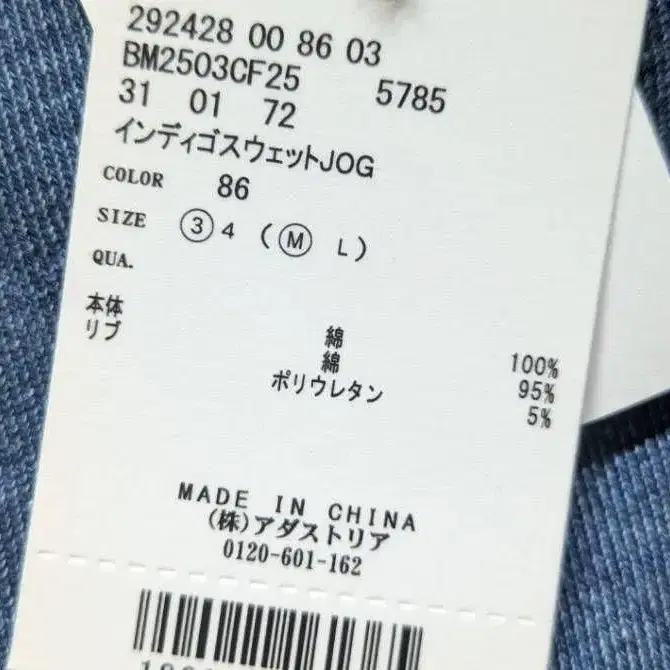 292428 00 86 03
BM2503CF25 5785
31 01 72
インディゴスウェットJOG
COLOR 86
SIZE ③ 4 ( Ⓜ L )
QUA.
本体 綿 100%
リブ 綿 95%
ポリウレタン 5%
MADE IN CHINA
(株)アダストリア
0120-601-162